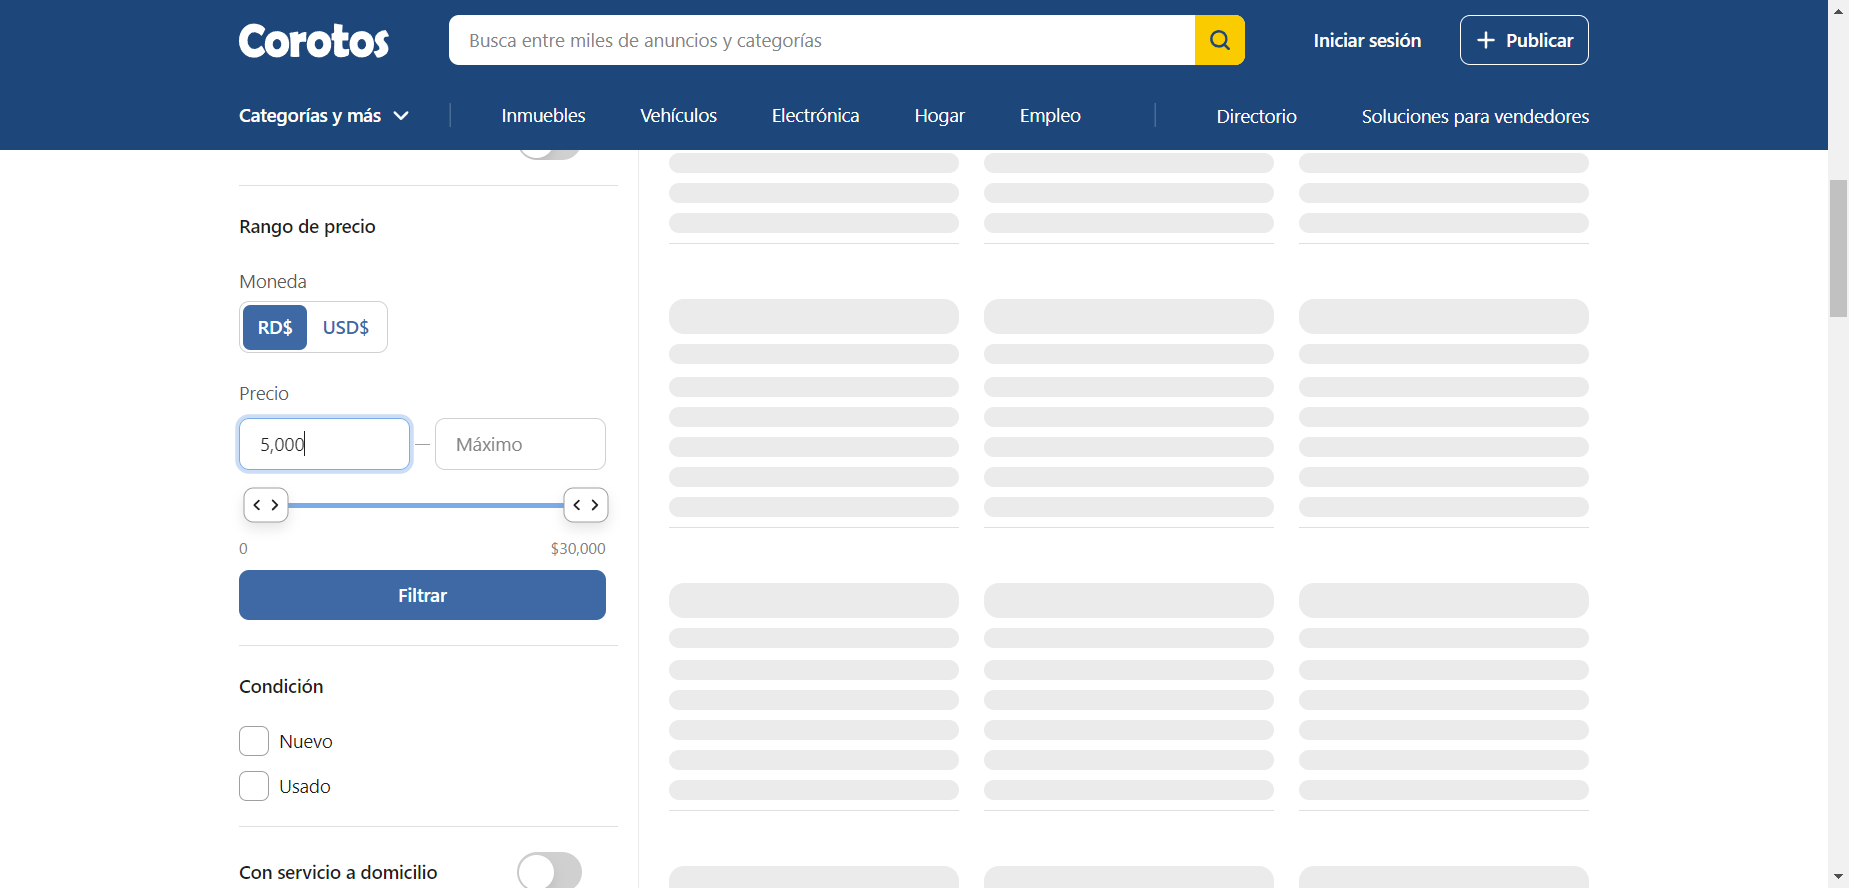 Corotos
Busca entre miles de anuncios y categorías
Iniciar sesión
Publicar
Categorías y más
Inmuebles
Vehículos
Electrónica
Hogar
Empleo
Directorio
Soluciones para vendedores
Rango de precio
Moneda
RD$ USD$
Precio
5,000 — Máximo
0 $30,000
Filtrar
Condición
Nuevo
Usado
Con servicio a domicilio